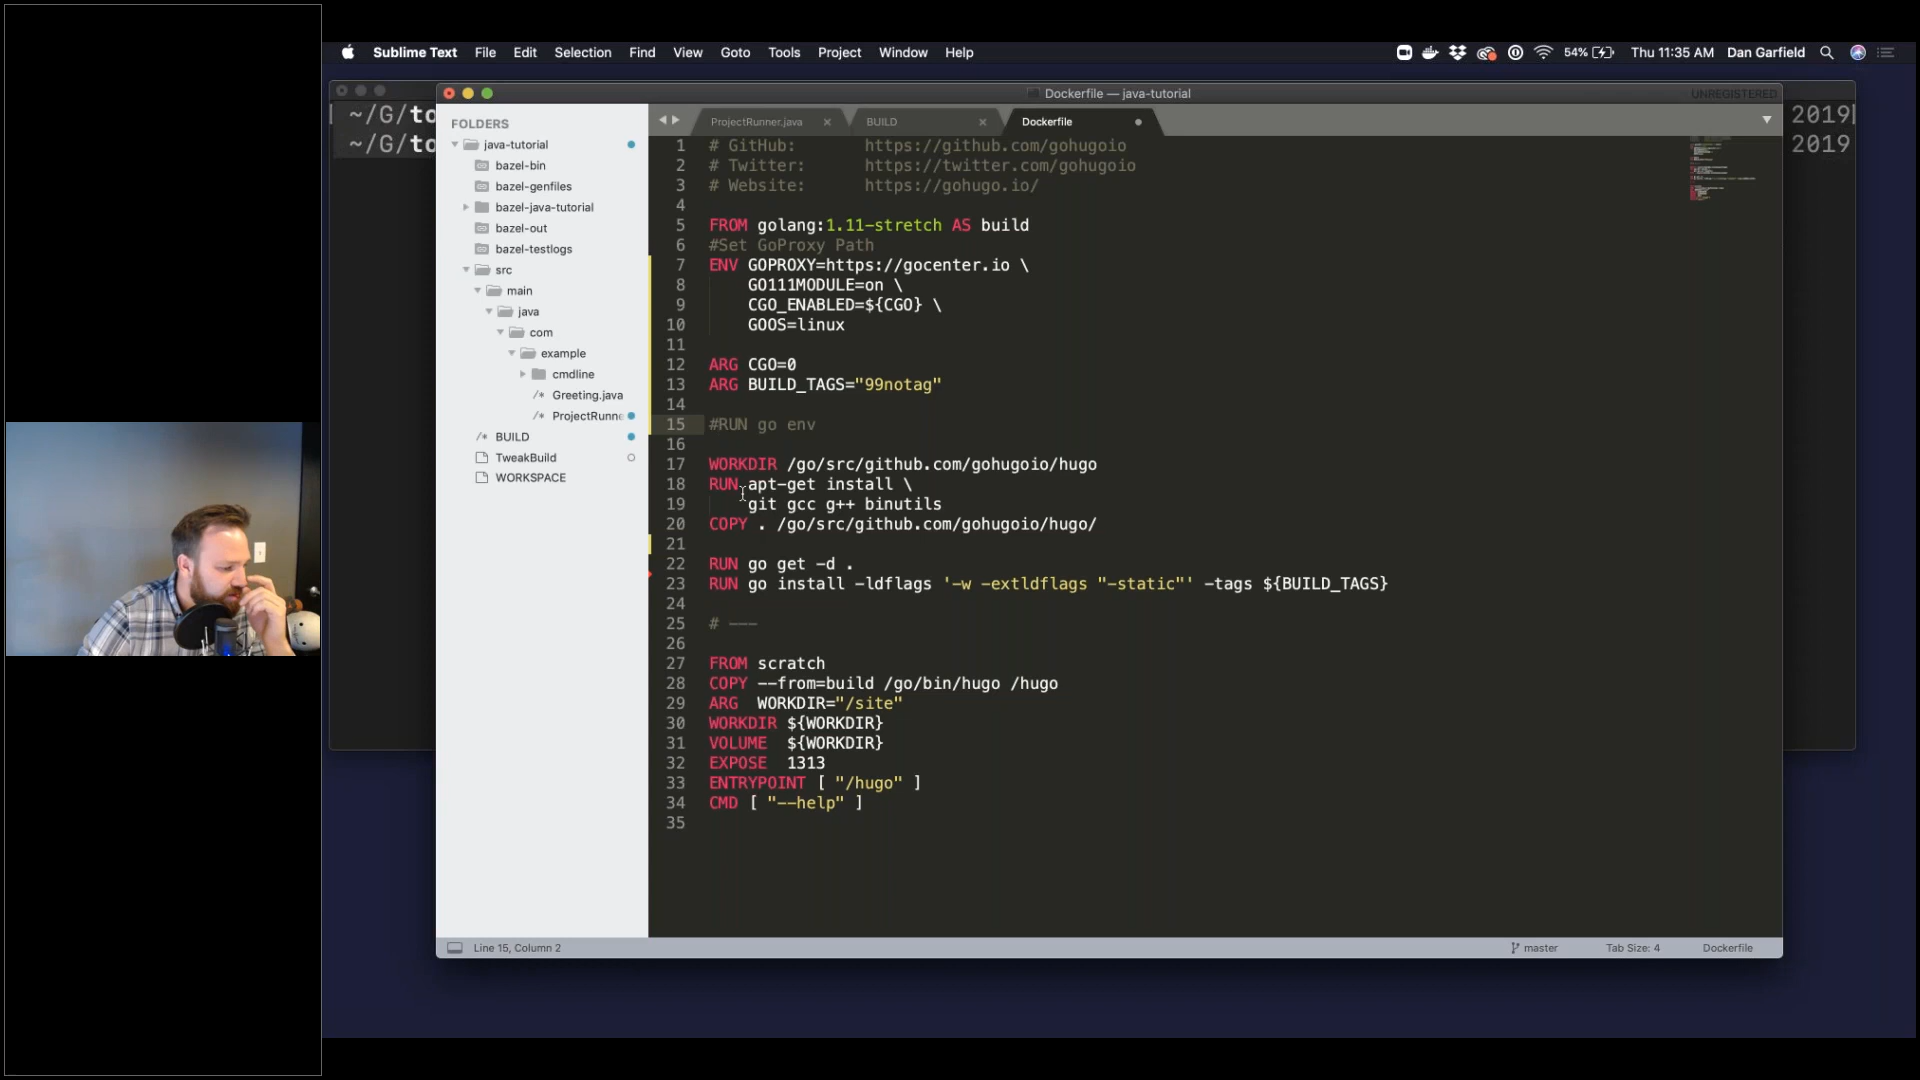 Sublime Text File Edit Selection Find View Goto Tools Project Window Help 54% Thu 11:35 AM Dan Garfield
~/G/to 2019
~/G/to 2019
Dockerfile — java-tutorial UNREGISTERED
ProjectRunner.java BUILD Dockerfile
FOLDERS
java-tutorial
bazel-bin
bazel-genfiles
bazel-java-tutorial
bazel-out
bazel-testlogs
src
main
java
com
example
cmdline
/* Greeting.java
/* ProjectRunne
/* BUILD
TweakBuild
WORKSPACE
1 # GitHub: https://github.com/gohugoio
2 # Twitter: https://twitter.com/gohugoio
3 # Website: https://gohugo.io/
4
5 FROM golang:1.11-stretch AS build
6 #Set GoProxy Path
7 ENV GOPROXY=https://gocenter.io \
8 GO111MODULE=on \
9 CGO_ENABLED=${CGO} \
10 GOOS=linux
11
12 ARG CGO=0
13 ARG BUILD_TAGS="99notag"
14
15 #RUN go env
16
17 WORKDIR /go/src/github.com/gohugoio/hugo
18 RUN apt-get install \
19 git gcc g++ binutils
20 COPY . /go/src/github.com/gohugoio/hugo/
21
22 RUN go get -d .
23 RUN go install -ldflags '-w -extldflags "-static"' -tags ${BUILD_TAGS}
24
25 # ---
26
27 FROM scratch
28 COPY --from=build /go/bin/hugo /hugo
29 ARG WORKDIR="/site"
30 WORKDIR ${WORKDIR}
31 VOLUME ${WORKDIR}
32 EXPOSE 1313
33 ENTRYPOINT [ "/hugo" ]
34 CMD [ "--help" ]
35
Line 15, Column 2 master Tab Size: 4 Dockerfile